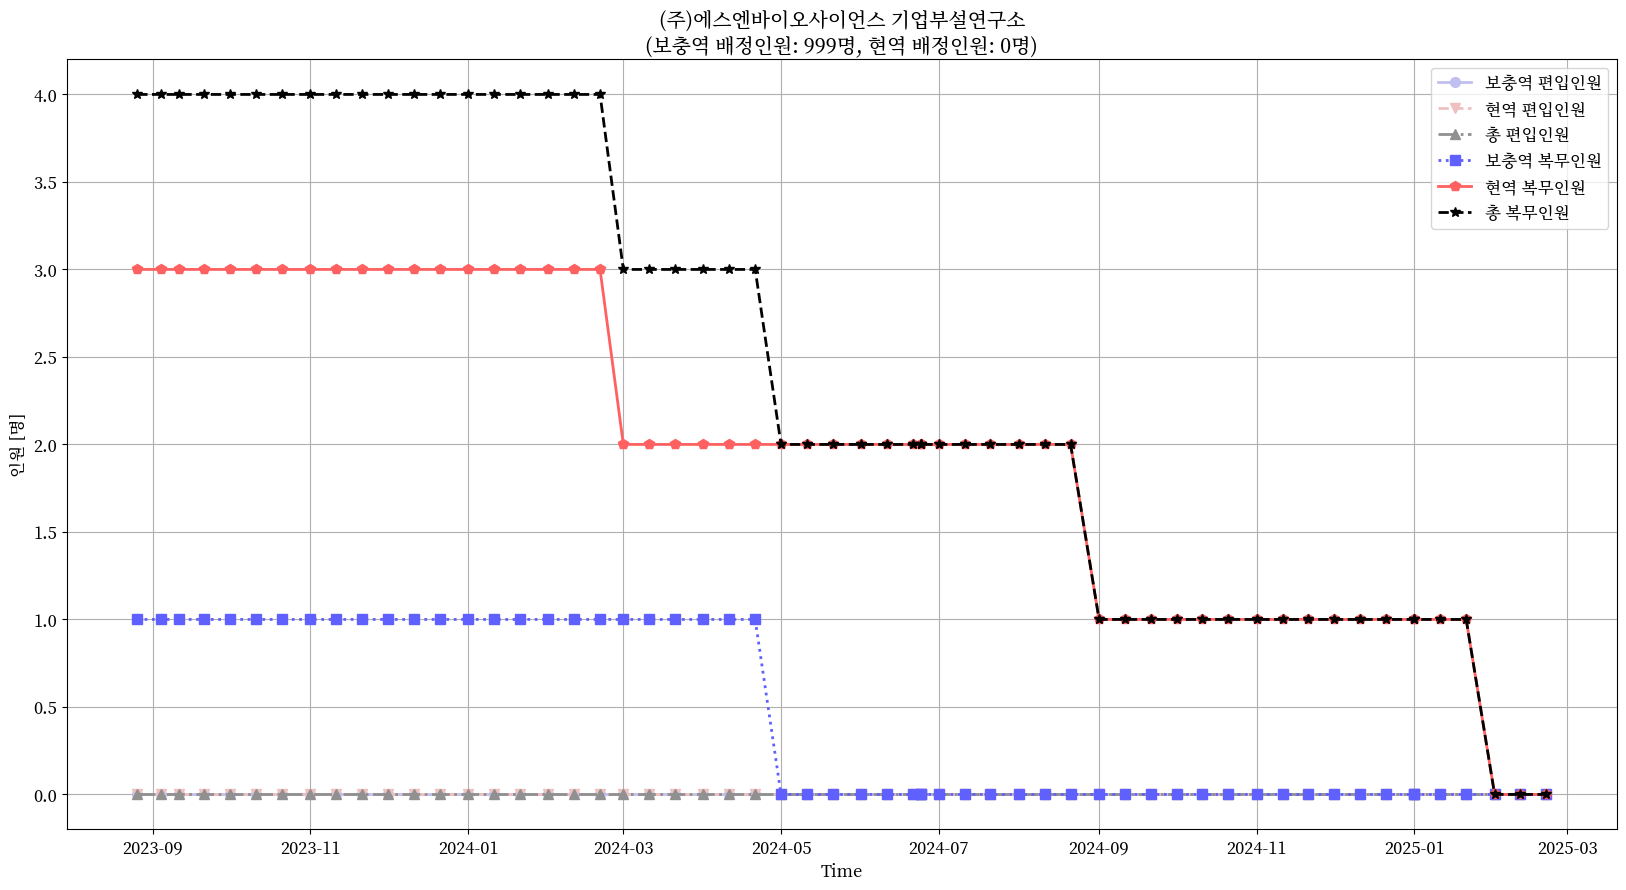 (주)에스엔바이오사이언스 기업부설연구소
(보충역 배정인원: 999명, 현역 배정인원: 0명)
보충역 편입인원
현역 편입인원
총 편입인원
보충역 복무인원
현역 복무인원
총 복무인원
인원 [명]
4.0
3.5
3.0
2.5
2.0
1.5
1.0
0.5
0.0
2023-09
2023-11
2024-01
2024-03
2024-05
2024-07
2024-09
2024-11
2025-01
2025-03
Time